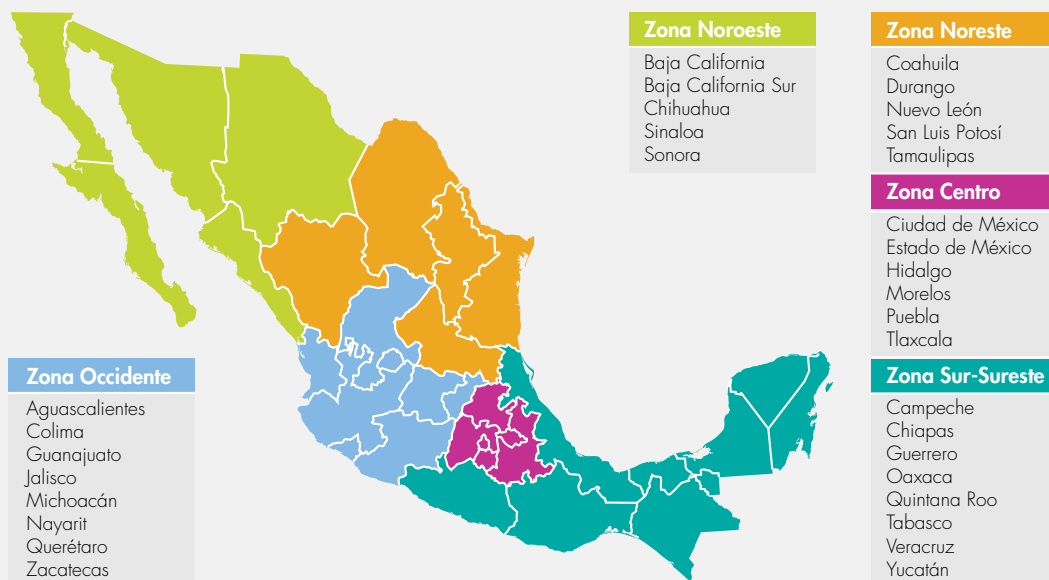 Zona Noroeste
Baja California
Baja California Sur
Chihuahua
Sinaloa
Sonora
Zona Noreste
Coahuila
Durango
Nuevo León
San Luis Potosí
Tamaulipas
Zona Centro
Ciudad de México
Estado de México
Hidalgo
Morelos
Puebla
Tlaxcala
Zona Occidente
Aguascalientes
Colima
Guanajuato
Jalisco
Michoacán
Nayarit
Querétaro
Zacatecas
Zona Sur-Sureste
Campeche
Chiapas
Guerrero
Oaxaca
Quintana Roo
Tabasco
Veracruz
Yucatán